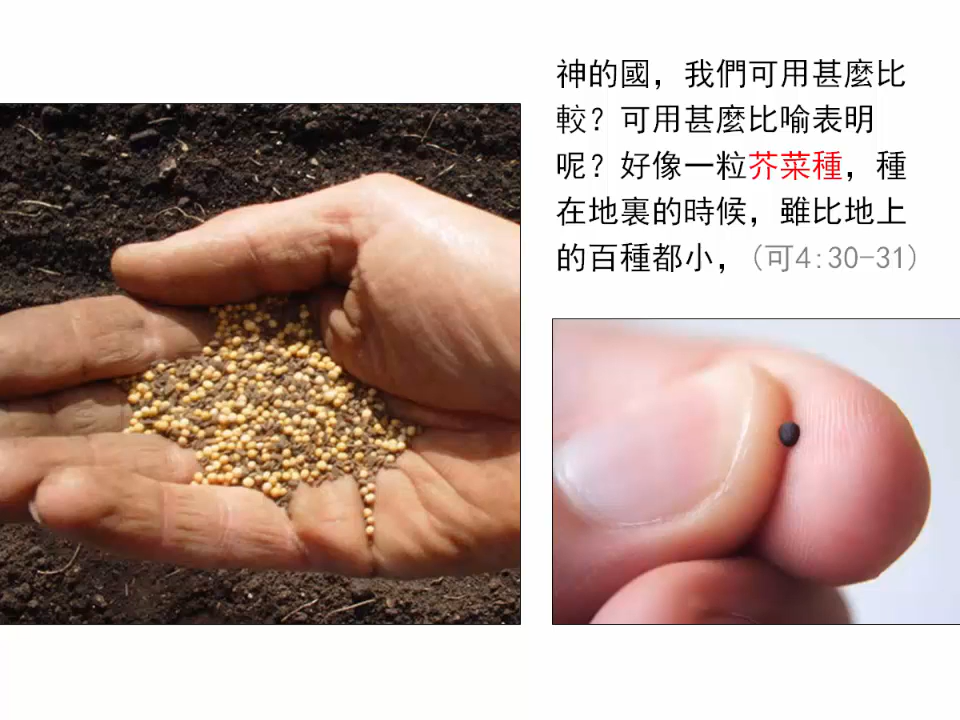 神的國，我們可用甚麼比
較？可用甚麼比喻表明
呢？好像一粒芥菜種，種
在地裏的時候，雖比地上
的百種都小，(可4:30-31)